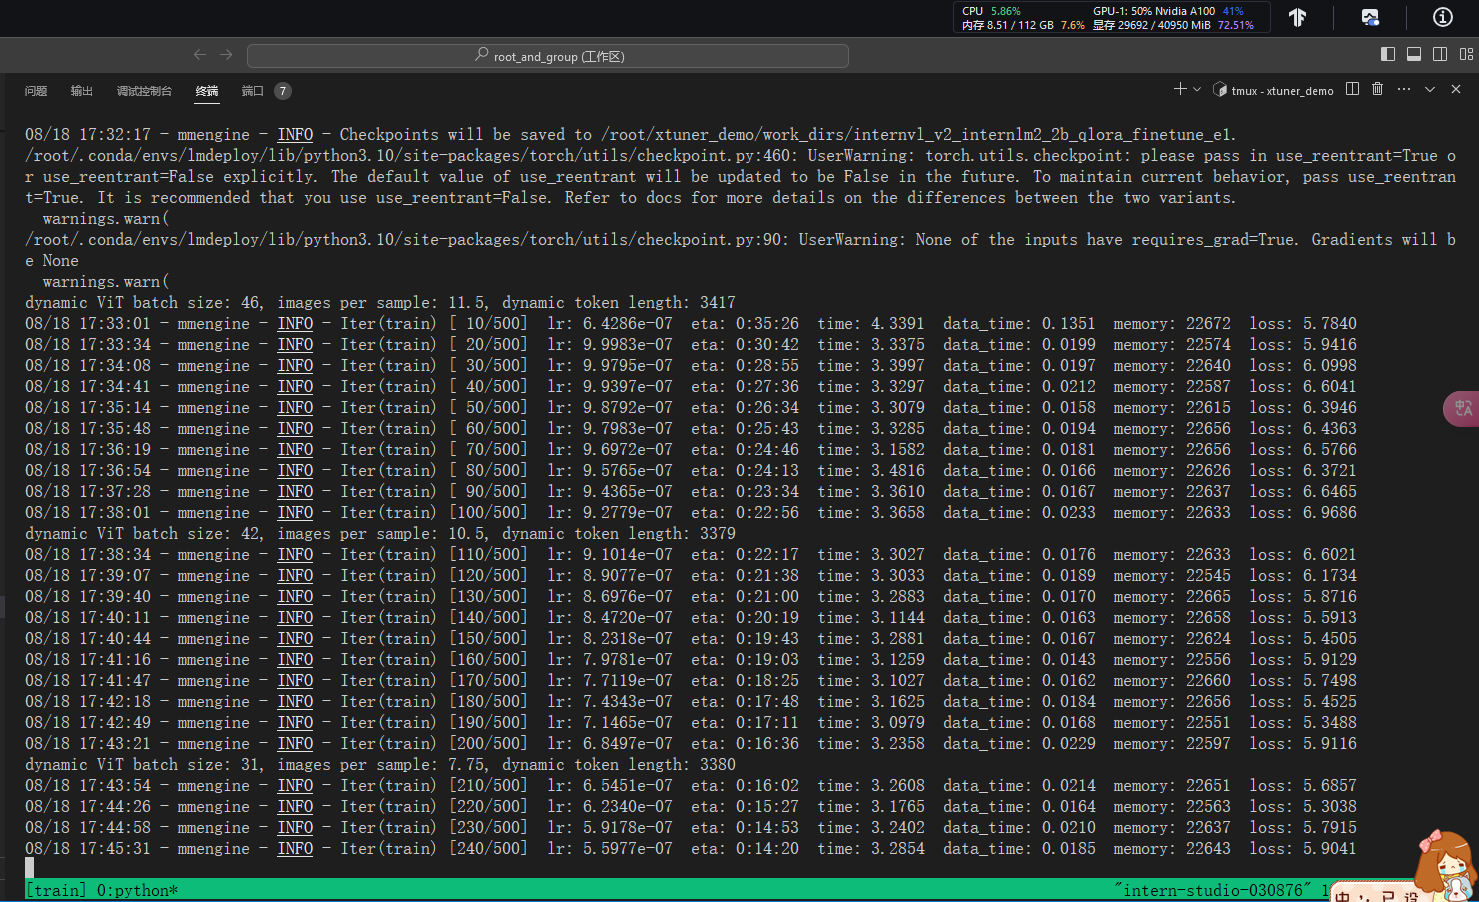 CPU 5.86% GPU-1: 50% Nvidia A100 41%
内存 8.51 / 112 GB 7.6% 显存 29692 / 40950 MiB 72.51%
root_and_group (工作区)
问题 输出 调试控制台 终端 端口 7 tmux - xtuner_demo
08/18 17:32:17 - mmengine - INFO - Checkpoints will be saved to /root/xtuner_demo/work_dirs/internvl_v2_internlm2_2b_qlora_finetune_e1.
/root/.conda/envs/lmdeploy/lib/python3.10/site-packages/torch/utils/checkpoint.py:460: UserWarning: torch.utils.checkpoint: please pass in use_reentrant=True o
r use_reentrant=False explicitly. The default value of use_reentrant will be updated to be False in the future. To maintain current behavior, pass use_reentran
t=True. It is recommended that you use use_reentrant=False. Refer to docs for more details on the differences between the two variants.
warnings.warn(
/root/.conda/envs/lmdeploy/lib/python3.10/site-packages/torch/utils/checkpoint.py:90: UserWarning: None of the inputs have requires_grad=True. Gradients will b
e None
warnings.warn(
dynamic ViT batch size: 46, images per sample: 11.5, dynamic token length: 3417
08/18 17:33:01 - mmengine - INFO - Iter(train) [ 10/500] lr: 6.4286e-07 eta: 0:35:26 time: 4.3391 data_time: 0.1351 memory: 22672 loss: 5.7840
08/18 17:33:34 - mmengine - INFO - Iter(train) [ 20/500] lr: 9.9983e-07 eta: 0:30:42 time: 3.3375 data_time: 0.0199 memory: 22574 loss: 5.9416
08/18 17:34:08 - mmengine - INFO - Iter(train) [ 30/500] lr: 9.9795e-07 eta: 0:28:55 time: 3.3997 data_time: 0.0197 memory: 22640 loss: 6.0998
08/18 17:34:41 - mmengine - INFO - Iter(train) [ 40/500] lr: 9.9397e-07 eta: 0:27:36 time: 3.3297 data_time: 0.0212 memory: 22587 loss: 6.6041
08/18 17:35:14 - mmengine - INFO - Iter(train) [ 50/500] lr: 9.8792e-07 eta: 0:26:34 time: 3.3079 data_time: 0.0158 memory: 22615 loss: 6.3946
08/18 17:35:48 - mmengine - INFO - Iter(train) [ 60/500] lr: 9.7983e-07 eta: 0:25:43 time: 3.3285 data_time: 0.0194 memory: 22656 loss: 6.4363
08/18 17:36:19 - mmengine - INFO - Iter(train) [ 70/500] lr: 9.6972e-07 eta: 0:24:46 time: 3.1582 data_time: 0.0181 memory: 22656 loss: 6.5766
08/18 17:36:54 - mmengine - INFO - Iter(train) [ 80/500] lr: 9.5765e-07 eta: 0:24:13 time: 3.4816 data_time: 0.0166 memory: 22626 loss: 6.3721
08/18 17:37:28 - mmengine - INFO - Iter(train) [ 90/500] lr: 9.4365e-07 eta: 0:23:34 time: 3.3610 data_time: 0.0167 memory: 22637 loss: 6.6465
08/18 17:38:01 - mmengine - INFO - Iter(train) [100/500] lr: 9.2779e-07 eta: 0:22:56 time: 3.3658 data_time: 0.0233 memory: 22633 loss: 6.9686
dynamic ViT batch size: 42, images per sample: 10.5, dynamic token length: 3379
08/18 17:38:34 - mmengine - INFO - Iter(train) [110/500] lr: 9.1014e-07 eta: 0:22:17 time: 3.3027 data_time: 0.0176 memory: 22633 loss: 6.6021
08/18 17:39:07 - mmengine - INFO - Iter(train) [120/500] lr: 8.9077e-07 eta: 0:21:38 time: 3.3033 data_time: 0.0189 memory: 22545 loss: 6.1734
08/18 17:39:40 - mmengine - INFO - Iter(train) [130/500] lr: 8.6976e-07 eta: 0:21:00 time: 3.2883 data_time: 0.0170 memory: 22665 loss: 5.8716
08/18 17:40:11 - mmengine - INFO - Iter(train) [140/500] lr: 8.4720e-07 eta: 0:20:19 time: 3.1144 data_time: 0.0163 memory: 22658 loss: 5.5913
08/18 17:40:44 - mmengine - INFO - Iter(train) [150/500] lr: 8.2318e-07 eta: 0:19:43 time: 3.2881 data_time: 0.0167 memory: 22624 loss: 5.4505
08/18 17:41:16 - mmengine - INFO - Iter(train) [160/500] lr: 7.9781e-07 eta: 0:19:03 time: 3.1259 data_time: 0.0143 memory: 22556 loss: 5.9129
08/18 17:41:47 - mmengine - INFO - Iter(train) [170/500] lr: 7.7119e-07 eta: 0:18:25 time: 3.1027 data_time: 0.0162 memory: 22660 loss: 5.7498
08/18 17:42:18 - mmengine - INFO - Iter(train) [180/500] lr: 7.4343e-07 eta: 0:17:48 time: 3.1625 data_time: 0.0184 memory: 22656 loss: 5.4525
08/18 17:42:49 - mmengine - INFO - Iter(train) [190/500] lr: 7.1465e-07 eta: 0:17:11 time: 3.0979 data_time: 0.0168 memory: 22551 loss: 5.3488
08/18 17:43:21 - mmengine - INFO - Iter(train) [200/500] lr: 6.8497e-07 eta: 0:16:36 time: 3.2358 data_time: 0.0229 memory: 22597 loss: 5.9116
dynamic ViT batch size: 31, images per sample: 7.75, dynamic token length: 3380
08/18 17:43:54 - mmengine - INFO - Iter(train) [210/500] lr: 6.5451e-07 eta: 0:16:02 time: 3.2608 data_time: 0.0214 memory: 22651 loss: 5.6857
08/18 17:44:26 - mmengine - INFO - Iter(train) [220/500] lr: 6.2340e-07 eta: 0:15:27 time: 3.1765 data_time: 0.0164 memory: 22563 loss: 5.3038
08/18 17:44:58 - mmengine - INFO - Iter(train) [230/500] lr: 5.9178e-07 eta: 0:14:53 time: 3.2402 data_time: 0.0210 memory: 22637 loss: 5.7915
08/18 17:45:31 - mmengine - INFO - Iter(train) [240/500] lr: 5.5977e-07 eta: 0:14:20 time: 3.2854 data_time: 0.0185 memory: 22643 loss: 5.9041
[train] 0:python* "intern-studio-030876" 1